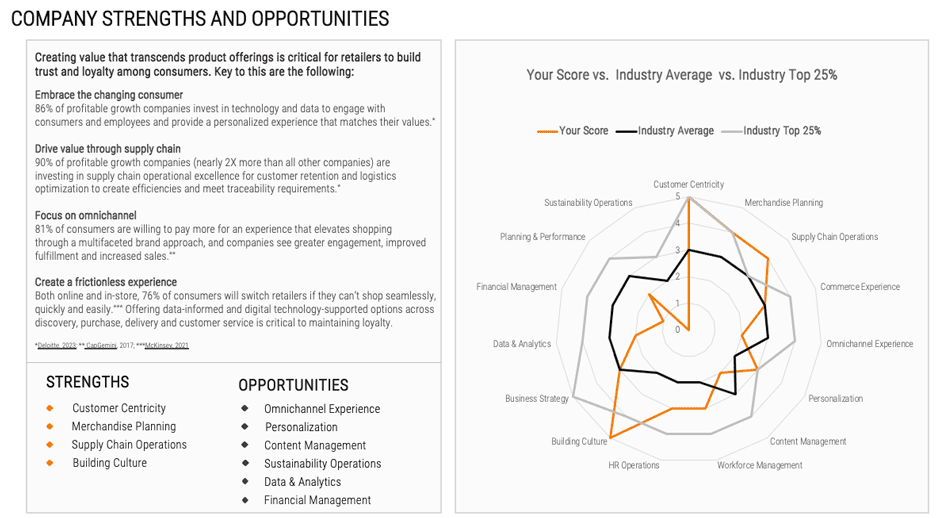 COMPANY STRENGTHS AND OPPORTUNITIES
Creating value that transcends product offerings is critical for retailers to build
trust and loyalty among consumers. Key to this are the following:
Embrace the changing consumer
86% of profitable growth companies invest in technology and data to engage with
consumers and employees and provide a personalized experience that matches their values.*
Drive value through supply chain
90% of profitable growth companies (nearly 2X more than all other companies) are
investing in supply chain operational excellence for customer retention and logistics
optimization to create efficiencies and meet traceability requirements.*
Focus on omnichannel
81% of consumers are willing to pay more for an experience that elevates shopping
through a multifaceted brand approach, and companies see greater engagement, improved
fulfillment and increased sales.**
Create a frictionless experience
Both online and in-store, 76% of consumers will switch retailers if they can't shop seamlessly,
quickly and easily.*** Offering data-informed and digital technology-supported options across
discovery, purchase, delivery and customer service is critical to maintaining loyalty.
*Deloitte, 2023; ** CapGemini, 2017; ***McKinsey, 2021
STRENGTHS
Customer Centricity
Merchandise Planning
Supply Chain Operations
Building Culture
OPPORTUNITIES
Omnichannel Experience
Personalization
Content Management
Sustainability Operations
Data & Analytics
Financial Management
Your Score vs. Industry Average vs. Industry Top 25%
Your Score Industry Average Industry Top 25%
Customer Centricity
Merchandise Planning
Supply Chain Operations
Commerce Experience
Omnichannel Experience
Personalization
Content Management
Workforce Management
HR Operations
Building Culture
Business Strategy
Data & Analytics
Financial Management
Planning & Performance
Sustainability Operations
5
4
3
2
1
0